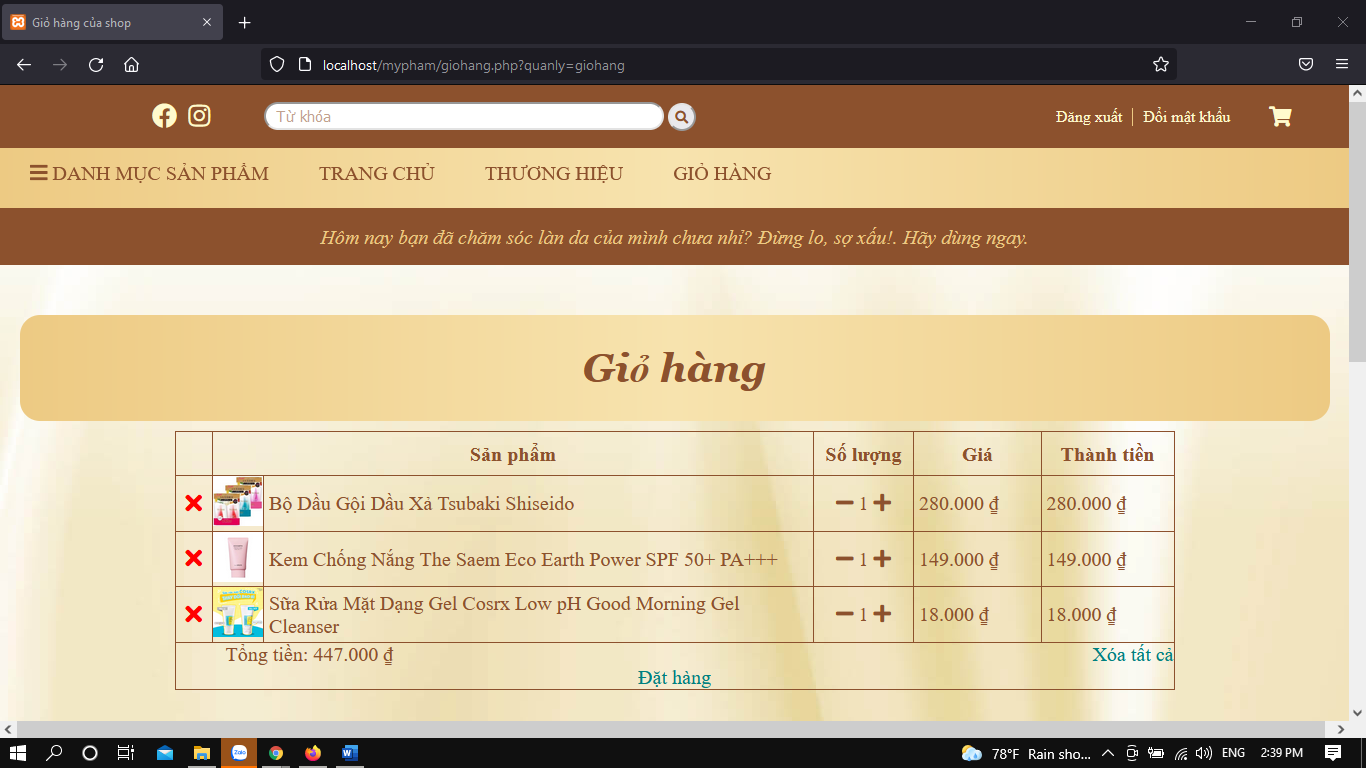 Giỏ hàng của shop
localhost/mypham/giohang.php?quanly=giohang
Từ khóa
Đăng xuất
Đổi mật khẩu
DANH MỤC SẢN PHẨM
TRANG CHỦ
THƯƠNG HIỆU
GIỎ HÀNG
Hôm nay bạn đã chăm sóc làn da của mình chưa nhỉ? Đừng lo, sợ xấu!. Hãy dùng ngay.
Giỏ hàng
Sản phẩm Số lượng Giá Thành tiền
Bộ Dầu Gội Dầu Xả Tsubaki Shiseido 1 280.000 ₫ 280.000 ₫
Kem Chống Nắng The Saem Eco Earth Power SPF 50+ PA+++ 1 149.000 ₫ 149.000 ₫
Sữa Rửa Mặt Dạng Gel Cosrx Low pH Good Morning Gel
Cleanser 1 18.000 ₫ 18.000 ₫
Tổng tiền: 447.000 ₫ Xóa tất cả
Đặt hàng
Zalo
78°F Rain sho... ENG 2:39 PM